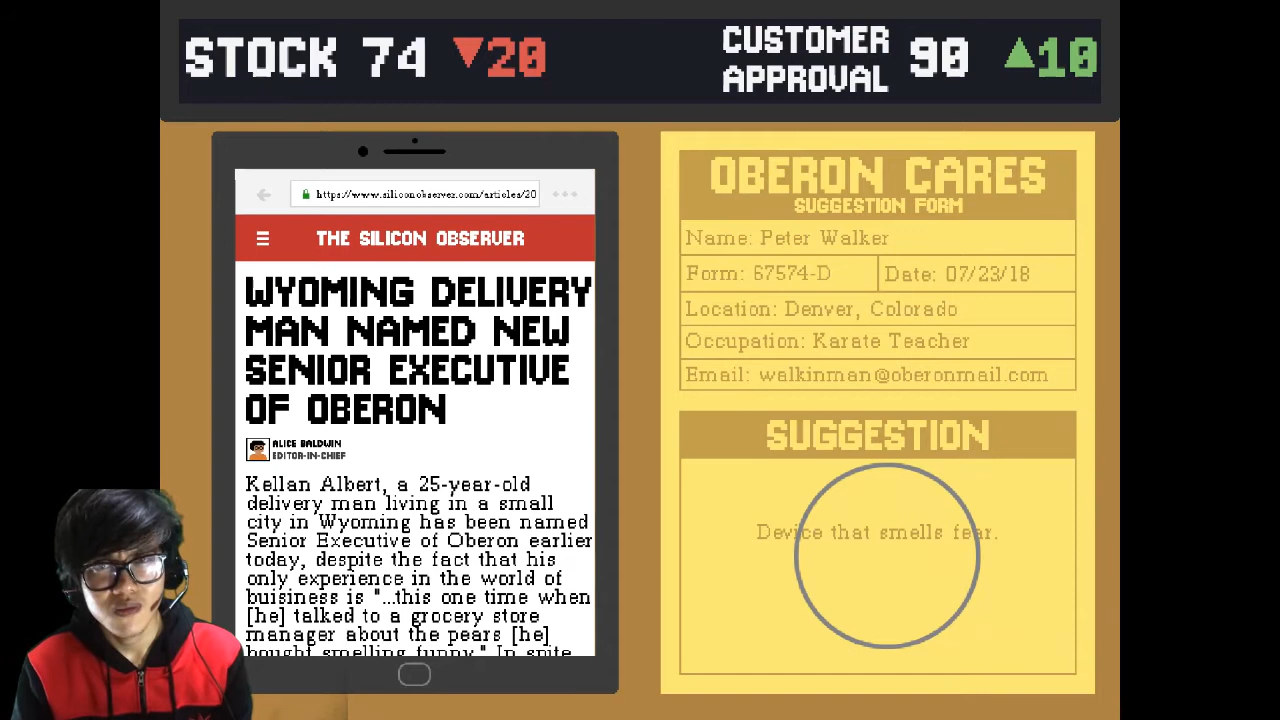 STOCK 74 ▼20
CUSTOMER APPROVAL 90 ▲10
https://www.siliconobserver.com/articles/20
THE SILICON OBSERVER
WYOMING DELIVERY
MAN NAMED NEW
SENIOR EXECUTIVE
OF OBERON
ALICE BALDWIN
EDITOR-IN-CHIEF
Kellan Albert, a 25-year-old
delivery man living in a small
city in Wyoming has been named
Senior Executive of Oberon earlier
today, despite the fact that his
only experience in the world of
buisiness is "...this one time when
[he] talked to a grocery store
manager about the pears [he]
bought smelling funny." In spite
OBERON CARES
SUGGESTION FORM
Name: Peter Walker
Form: 67574-D
Date: 07/23/18
Location: Denver, Colorado
Occupation: Karate Teacher
Email: walkinman@oberonmail.com
SUGGESTION
Device that smells fear.